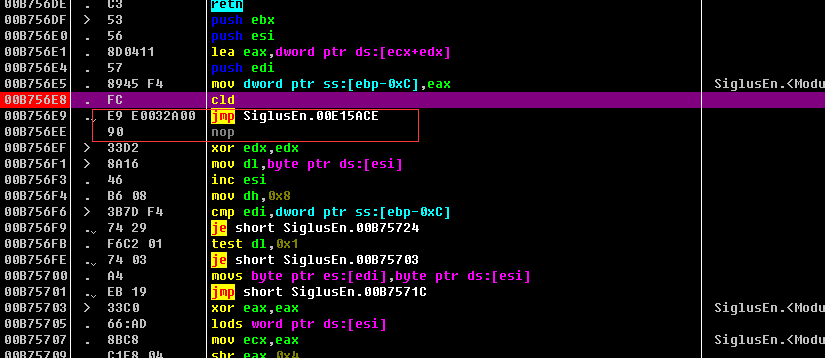 00B756DE . C3 retn
00B756DF > 53 push ebx
00B756E0 . 56 push esi
00B756E1 . 8D0411 lea eax,dword ptr ds:[ecx+edx]
00B756E4 . 57 push edi
00B756E5 . 8945 F4 mov dword ptr ss:[ebp-0xC],eax SiglusEn.<Modu
00B756E8 . FC cld
00B756E9 . E9 E0032A00 jmp SiglusEn.00E15ACE
00B756EE 90 nop
00B756EF > 33D2 xor edx,edx
00B756F1 > 8A16 mov dl,byte ptr ds:[esi]
00B756F3 . 46 inc esi
00B756F4 . B6 08 mov dh,0x8
00B756F6 > 3B7D F4 cmp edi,dword ptr ss:[ebp-0xC]
00B756F9 . 74 29 je short SiglusEn.00B75724
00B756FB . F6C2 01 test dl,0x1
00B756FE . 74 03 je short SiglusEn.00B75703
00B75700 . A4 movs byte ptr es:[edi],byte ptr ds:[esi]
00B75701 . EB 19 jmp short SiglusEn.00B7571C
00B75703 > 33C0 xor eax,eax SiglusEn.<Modu
00B75705 . 66:AD lods word ptr ds:[esi]
00B75707 . 8BC8 mov ecx,eax SiglusEn.<Modu
00B75709 . C1E8 04 shr eax,0x4